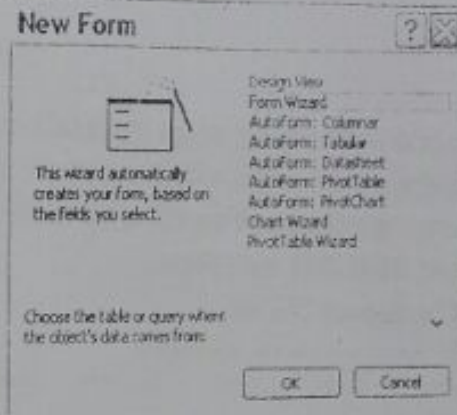 New Form
?
Design View
Form Wizard
AutoForm: Columnar
AutoForm: Tabular
AutoForm: Datasheet
AutoForm: PivotTable
AutoForm: PivotChart
Chart Wizard
PivotTable Wizard
This wizard automatically
creates your form, based on
the fields you select.
Choose the table or query where
the object's data comes from:
OK
Cancel